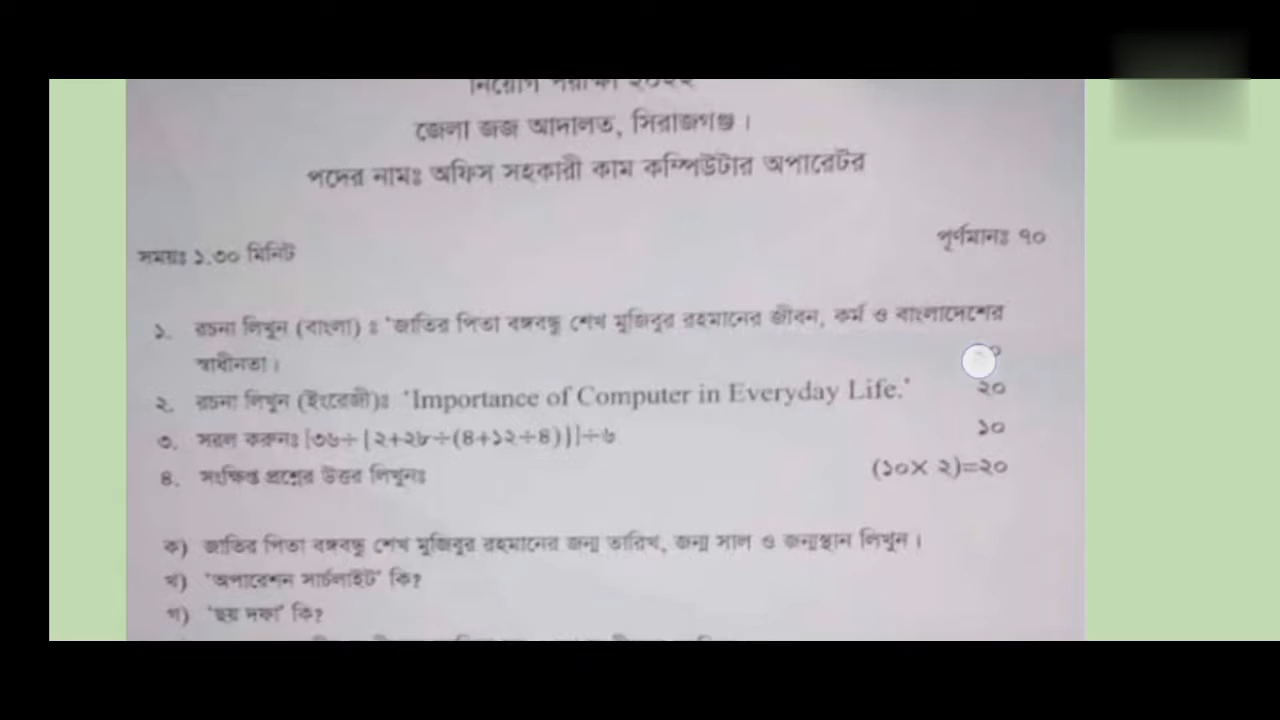 নিয়োগ পরীক্ষা ২০২২
জেলা জজ আদালত, সিরাজগঞ্জ।
পদের নামঃ অফিস সহকারী কাম কম্পিউটার অপারেটর
পূর্ণমানঃ ৭০
সময়ঃ ১.৩০ মিনিট
১. রচনা লিখুন (বাংলা) ঃ 'জাতির পিতা বঙ্গবন্ধু শেখ মুজিবুর রহমানের জীবন, কর্ম ও বাংলাদেশের
স্বাধীনতা।
২. রচনা লিখুন (ইংরেজী)ঃ 'Importance of Computer in Everyday Life.' ২০
৩. সরল করুনঃ [৩৬÷{২+২৮÷(৪+১২÷৪)}]÷৬ ১০
৪. সংক্ষিপ্ত প্রশ্নের উত্তর লিখুনঃ (১০X ২)=২০
ক) জাতির পিতা বঙ্গবন্ধু শেখ মুজিবুর রহমানের জন্ম তারিখ, জন্ম সাল ও জন্মস্থান লিখুন।
খ) 'অপারেশন সার্চলাইট' কি?
গ) 'ছয় দফা' কি?